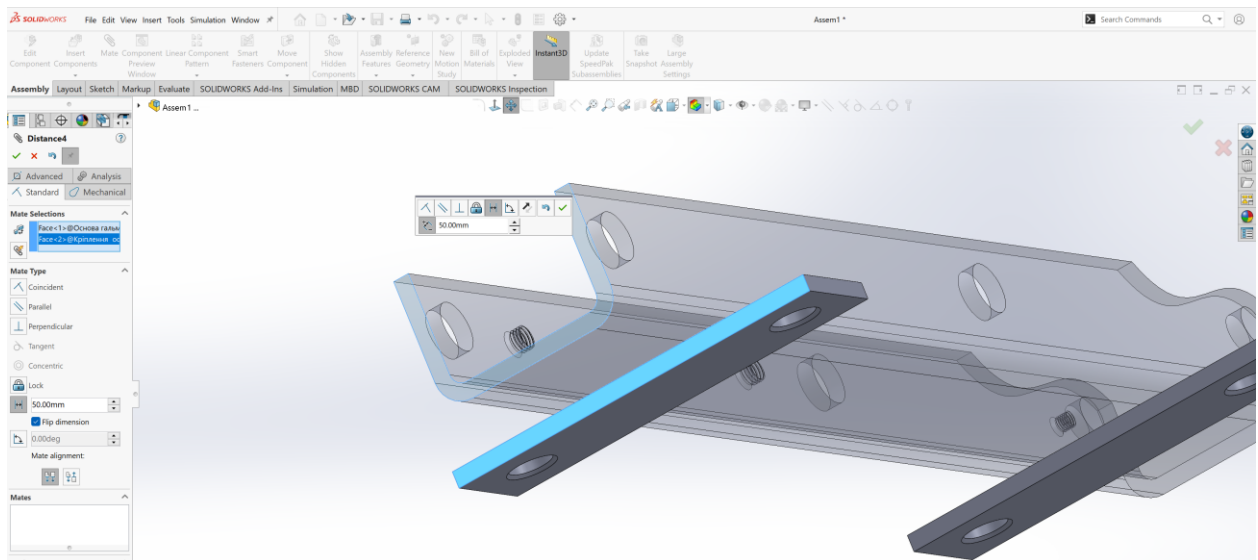 SOLIDWORKS File Edit View Insert Tools Simulation Window Assem1 * Search Commands
Edit Component
Insert Components
Mate
Component Preview Window
Linear Component Pattern
Smart Fasteners
Move Component
Show Hidden Components
Assembly Features
Reference Geometry
New Motion Study
Bill of Materials
Exploded View
Instant3D
Update SpeedPak Subassemblies
Take Snapshot
Large Assembly Settings
Assembly Layout Sketch Markup Evaluate SOLIDWORKS Add-Ins Simulation MBD SOLIDWORKS CAM SOLIDWORKS Inspection
Assem1 ...
Distance4
Advanced Analysis
Standard Mechanical
Mate Selections
Face<1>@Основа гальм
Face<2>@Кріплення ос
50.00mm
Mate Type
Coincident
Parallel
Perpendicular
Tangent
Concentric
Lock
50.00mm
Flip dimension
0.00deg
Mate alignment:
Mates